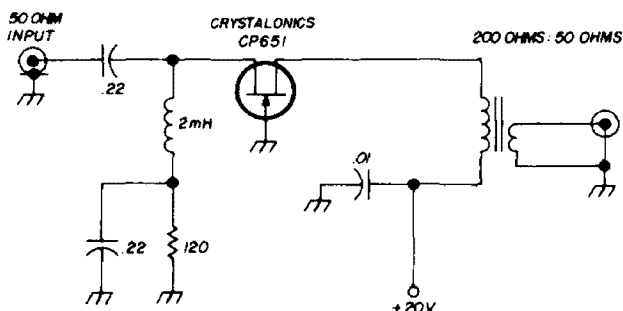 50 OHM
INPUT
CRYSTALONICS
CP651
200 OHMS : 50 OHMS
.22
2mH
.01
.22
120
+20V